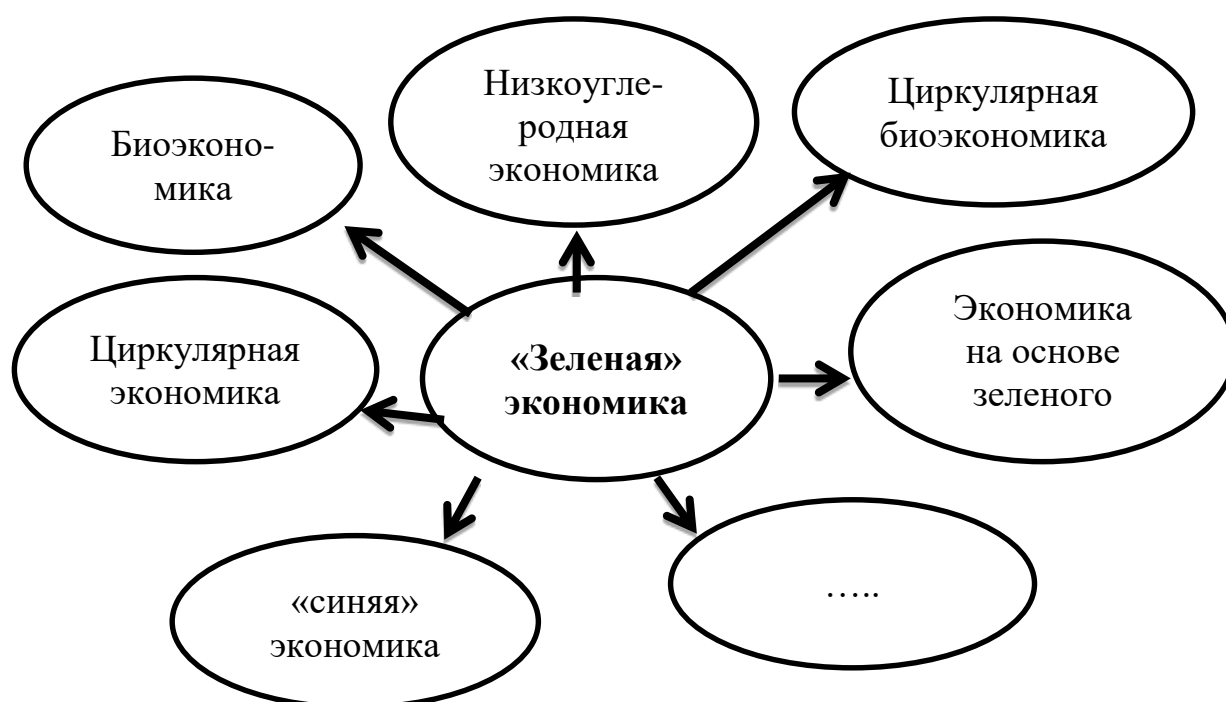 Низкоугле-
родная
экономика
Циркулярная
биоэкономика
Биоэконо-
мика
Экономика
на основе
зеленого
Циркулярная
экономика
«Зеленая»
экономика
«синяя»
экономика
…..